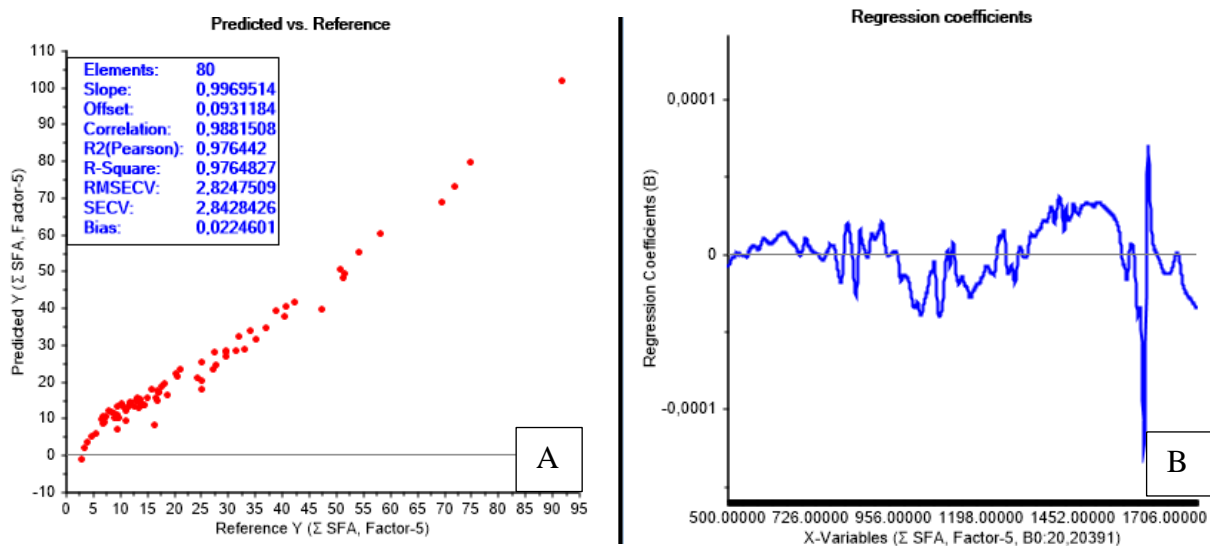 Predicted vs. Reference
110
100
90
80
70
60
50
40
30
20
10
0
-10
Predicted Y (Σ SFA, Factor-5)
Elements: 80
Slope: 0,9969514
Offset: 0,0931184
Correlation: 0,9881508
R2(Pearson): 0,976442
R-Square: 0,9764827
RMSECV: 2,8247509
SECV: 2,8428426
Bias: 0,0224601
A
0 5 10 15 20 25 30 35 40 45 50 55 60 65 70 75 80 85 90 95
Reference Y (Σ SFA, Factor-5)
Regression coefficients
0,0001
0
-0,0001
Regression Coefficients (B)
B
500.00000 726.00000 956.00000 1198.00000 1452.00000 1706.00000
X-Variables (Σ SFA, Factor-5, B0:20,20391)